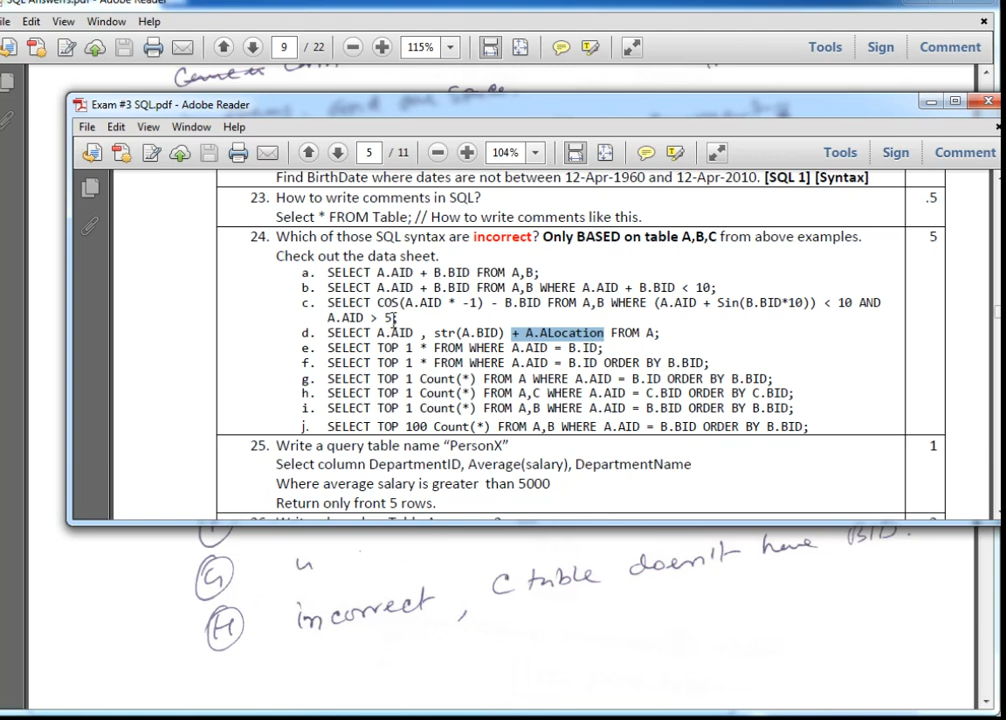 SQL Answers.pdf - Adobe Reader
File Edit View Window Help
9 / 22 115% Tools Sign Comment
Exam #3 SQL.pdf - Adobe Reader
File Edit View Window Help
5 / 11 104% Tools Sign Comment
Find BirthDate where dates are not between 12-Apr-1960 and 12-Apr-2010. [SQL 1] [Syntax]
23. How to write comments in SQL? .5
Select * FROM Table; // How to write comments like this.
24. Which of those SQL syntax are incorrect? Only BASED on table A,B,C from above examples. 5
Check out the data sheet.
a. SELECT A.AID + B.BID FROM A,B;
b. SELECT A.AID + B.BID FROM A,B WHERE A.AID + B.BID < 10;
c. SELECT COS(A.AID * -1) - B.BID FROM A,B WHERE (A.AID + Sin(B.BID*10)) < 10 AND
A.AID > 5;
d. SELECT A.AID , str(A.BID) + A.ALocation FROM A;
e. SELECT TOP 1 * FROM WHERE A.AID = B.ID;
f. SELECT TOP 1 * FROM WHERE A.AID = B.ID ORDER BY B.BID;
g. SELECT TOP 1 Count(*) FROM A WHERE A.AID = B.ID ORDER BY B.BID;
h. SELECT TOP 1 Count(*) FROM A,C WHERE A.AID = C.BID ORDER BY C.BID;
i. SELECT TOP 1 Count(*) FROM A,B WHERE A.AID = B.BID ORDER BY B.BID;
j. SELECT TOP 100 Count(*) FROM A,B WHERE A.AID = B.BID ORDER BY B.BID;
25. Write a query table name “PersonX” 1
Select column DepartmentID, Average(salary), DepartmentName
Where average salary is greater than 5000
Return only front 5 rows.
G
H incorrect, C table doesn't have BID.